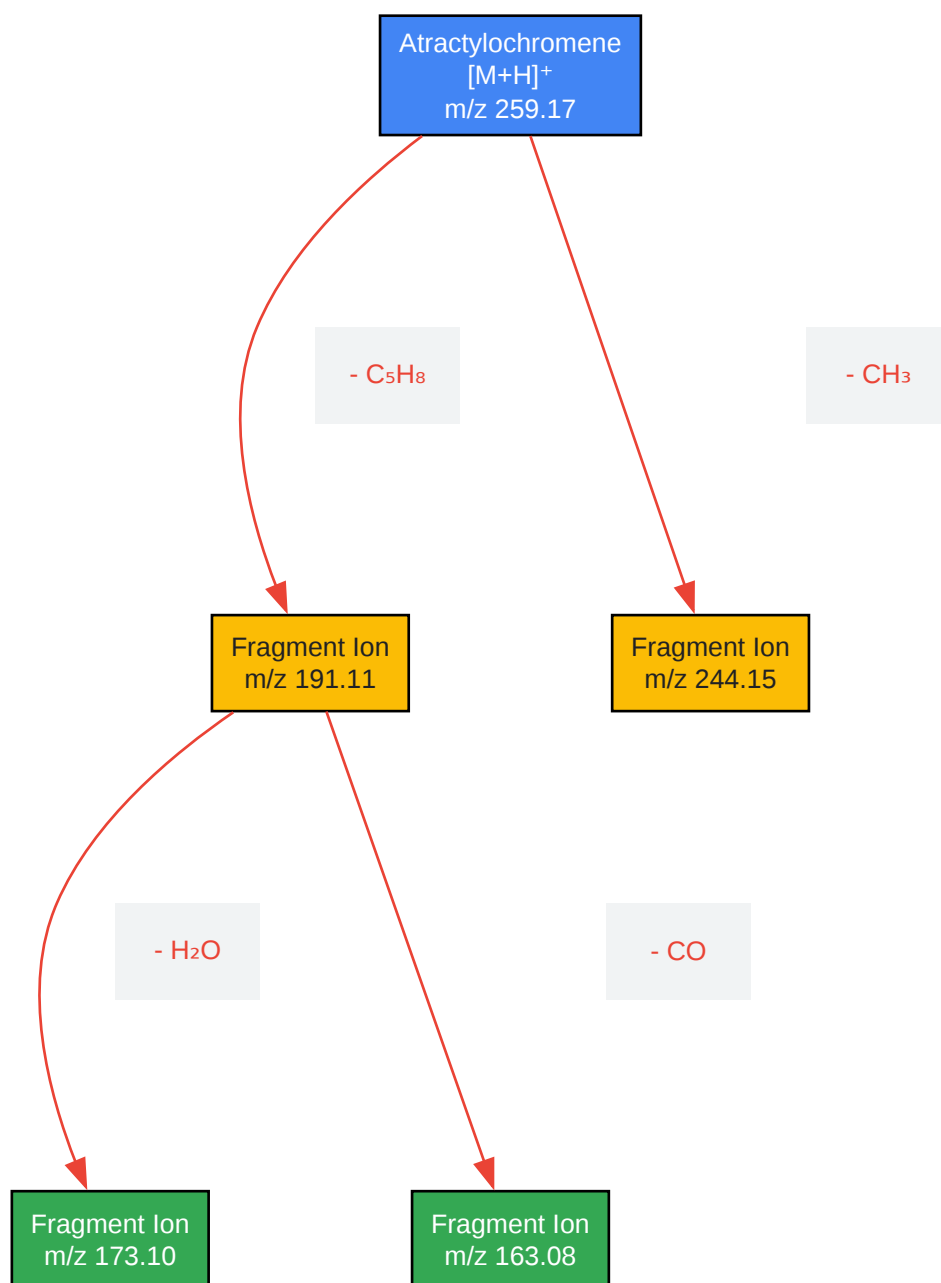 Atractylochromene
[M+H]⁺
m/z 259.17
- C₅H₈
- CH₃
Fragment Ion
m/z 191.11
Fragment Ion
m/z 244.15
- H₂O
- CO
Fragment Ion
m/z 173.10
Fragment Ion
m/z 163.08